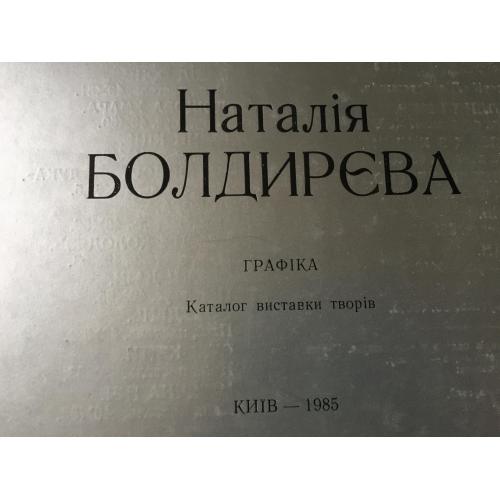 Наталія
БОЛДИРЄВА
ГРАФІКА
Каталог виставки творів
КИЇВ — 1985